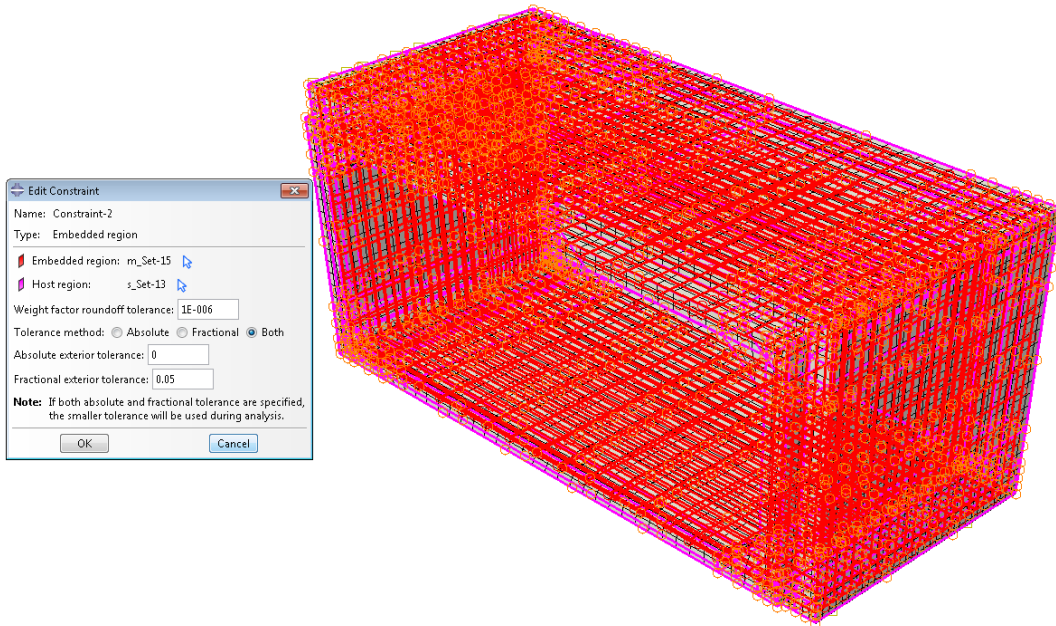 Edit Constraint
Name: Constraint-2
Type: Embedded region
Embedded region: m_Set-15
Host region: s_Set-13
Weight factor roundoff tolerance: 1E-006
Tolerance method: Absolute Fractional Both
Absolute exterior tolerance: 0
Fractional exterior tolerance: 0.05
Note: If both absolute and fractional tolerance are specified,
the smaller tolerance will be used during analysis.
OK Cancel